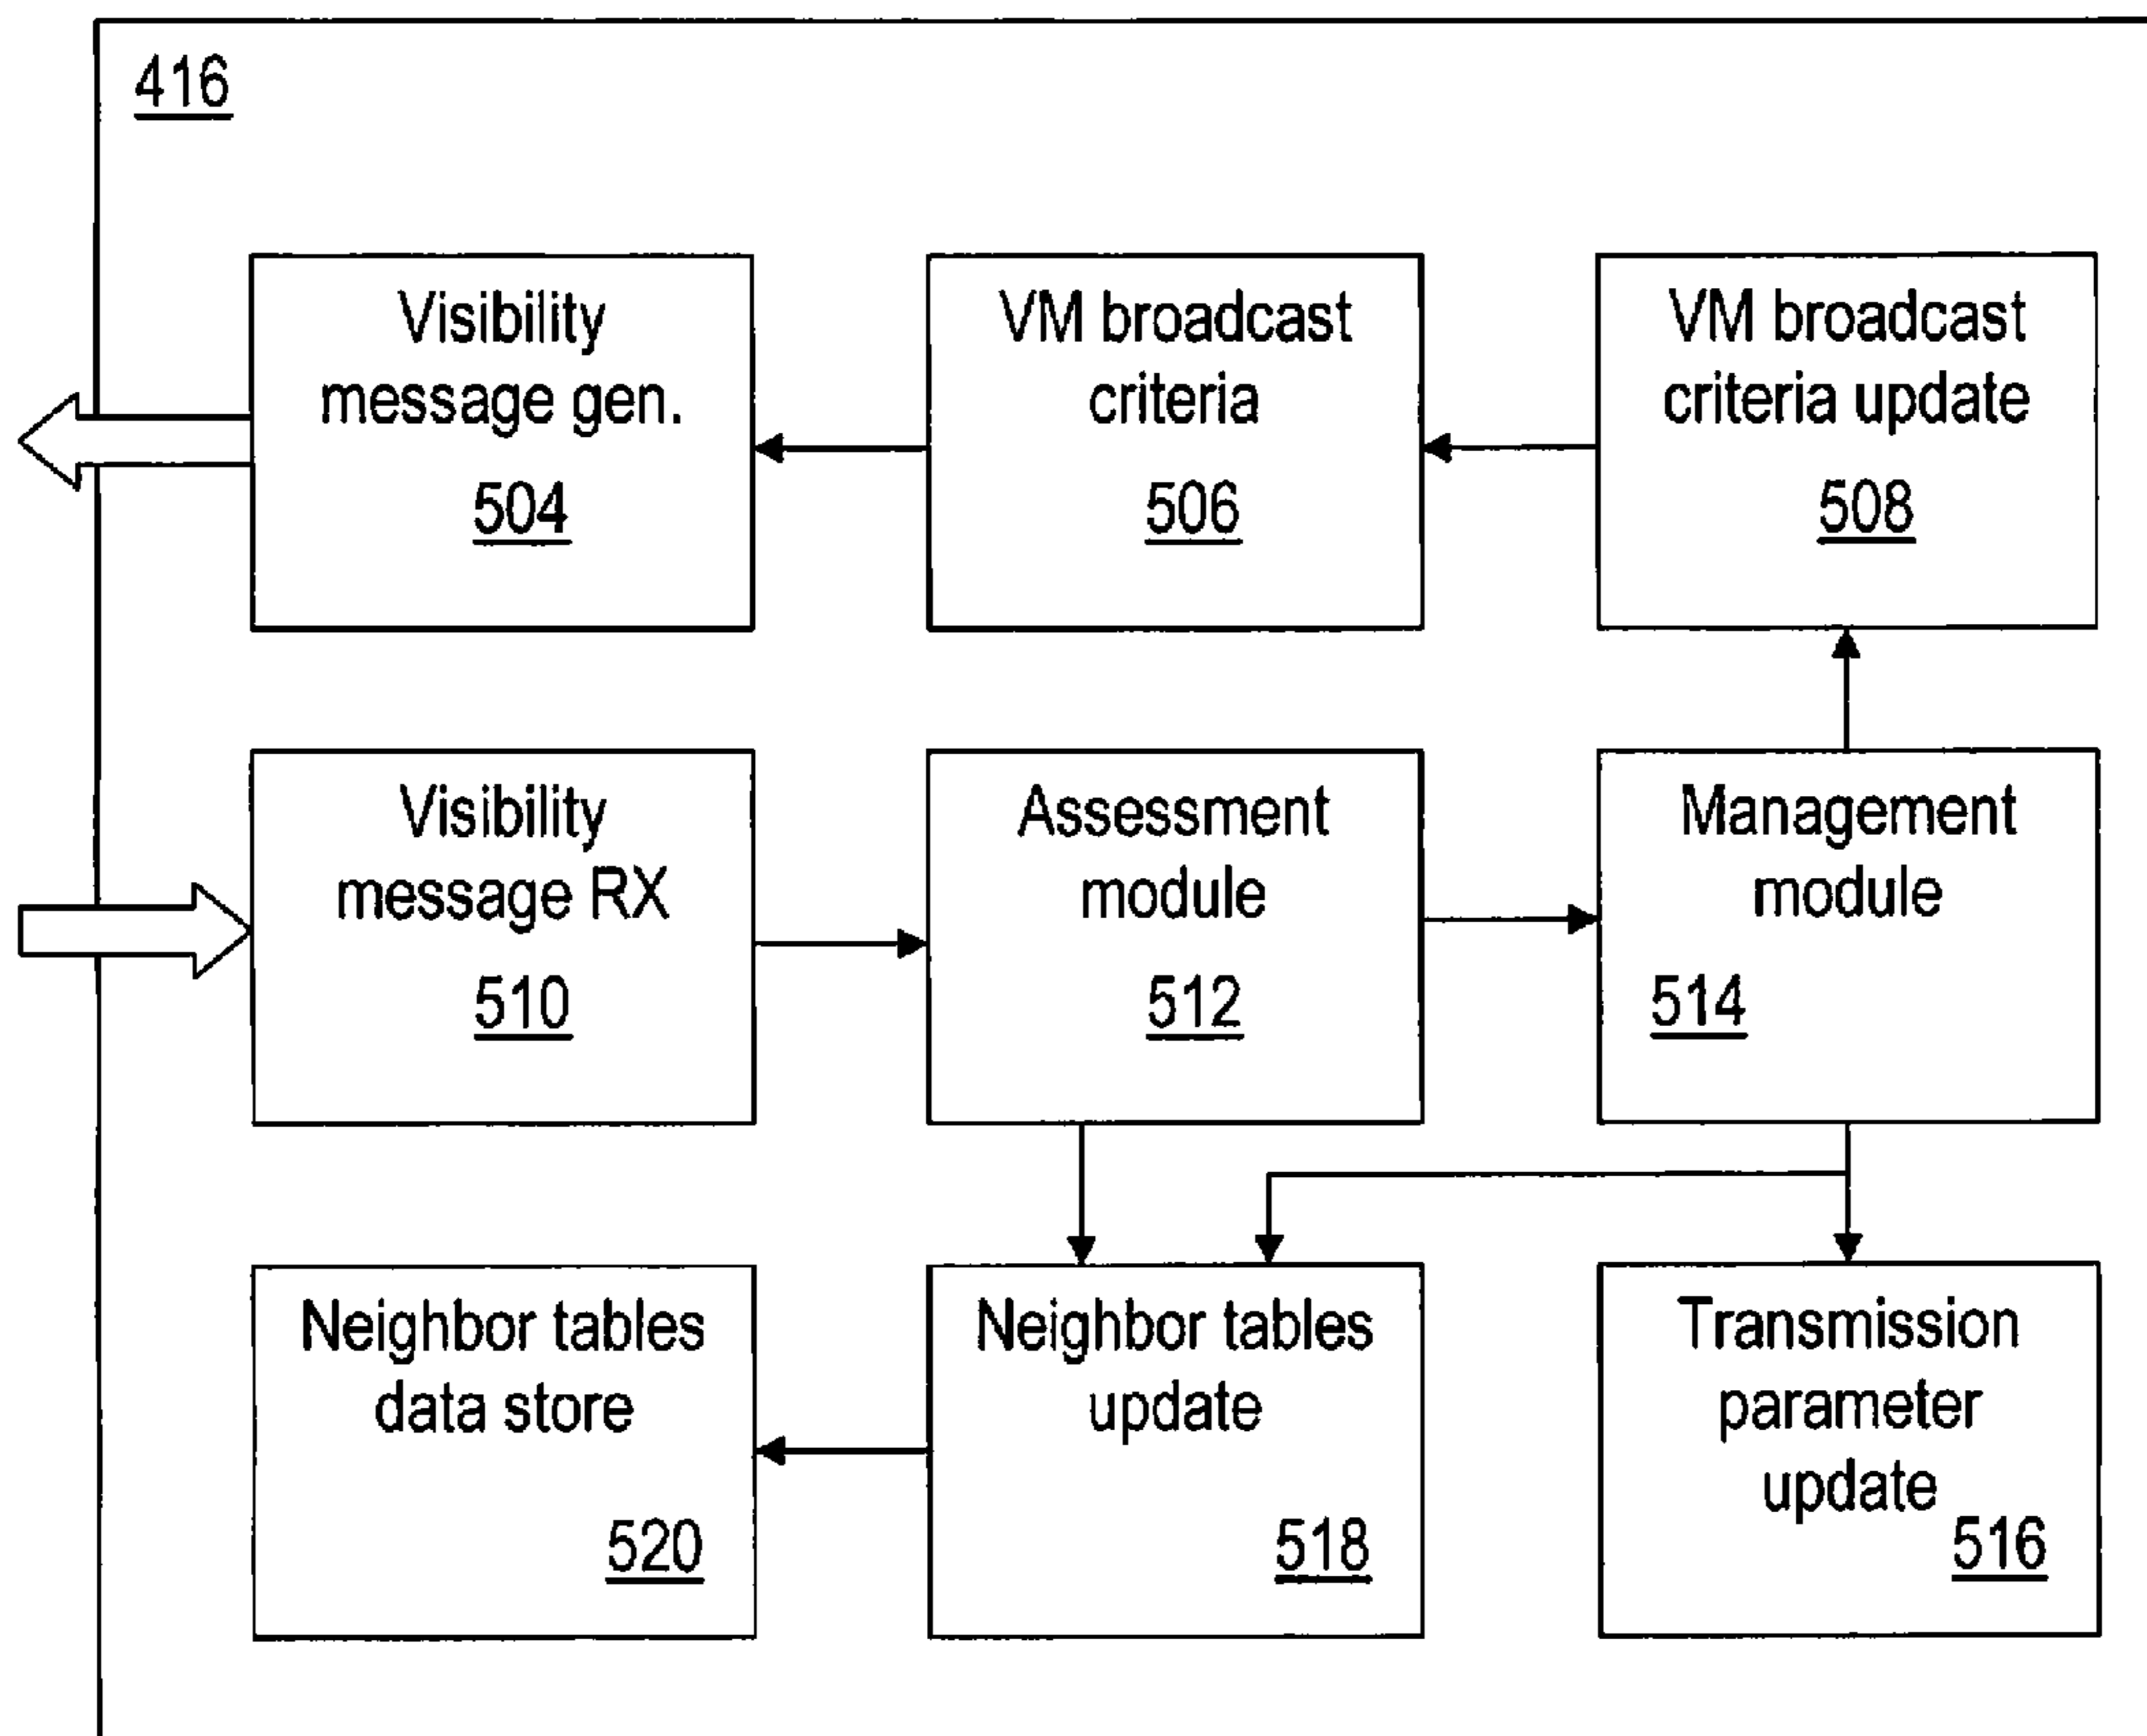 416
Visibility
message gen.
504
VM broadcast
criteria
506
VM broadcast
criteria update
508
Visibility
message RX
510
Assessment
module
512
Management
module
514
Neighbor tables
data store
520
Neighbor tables
update
518
Transmission
parameter
update
516